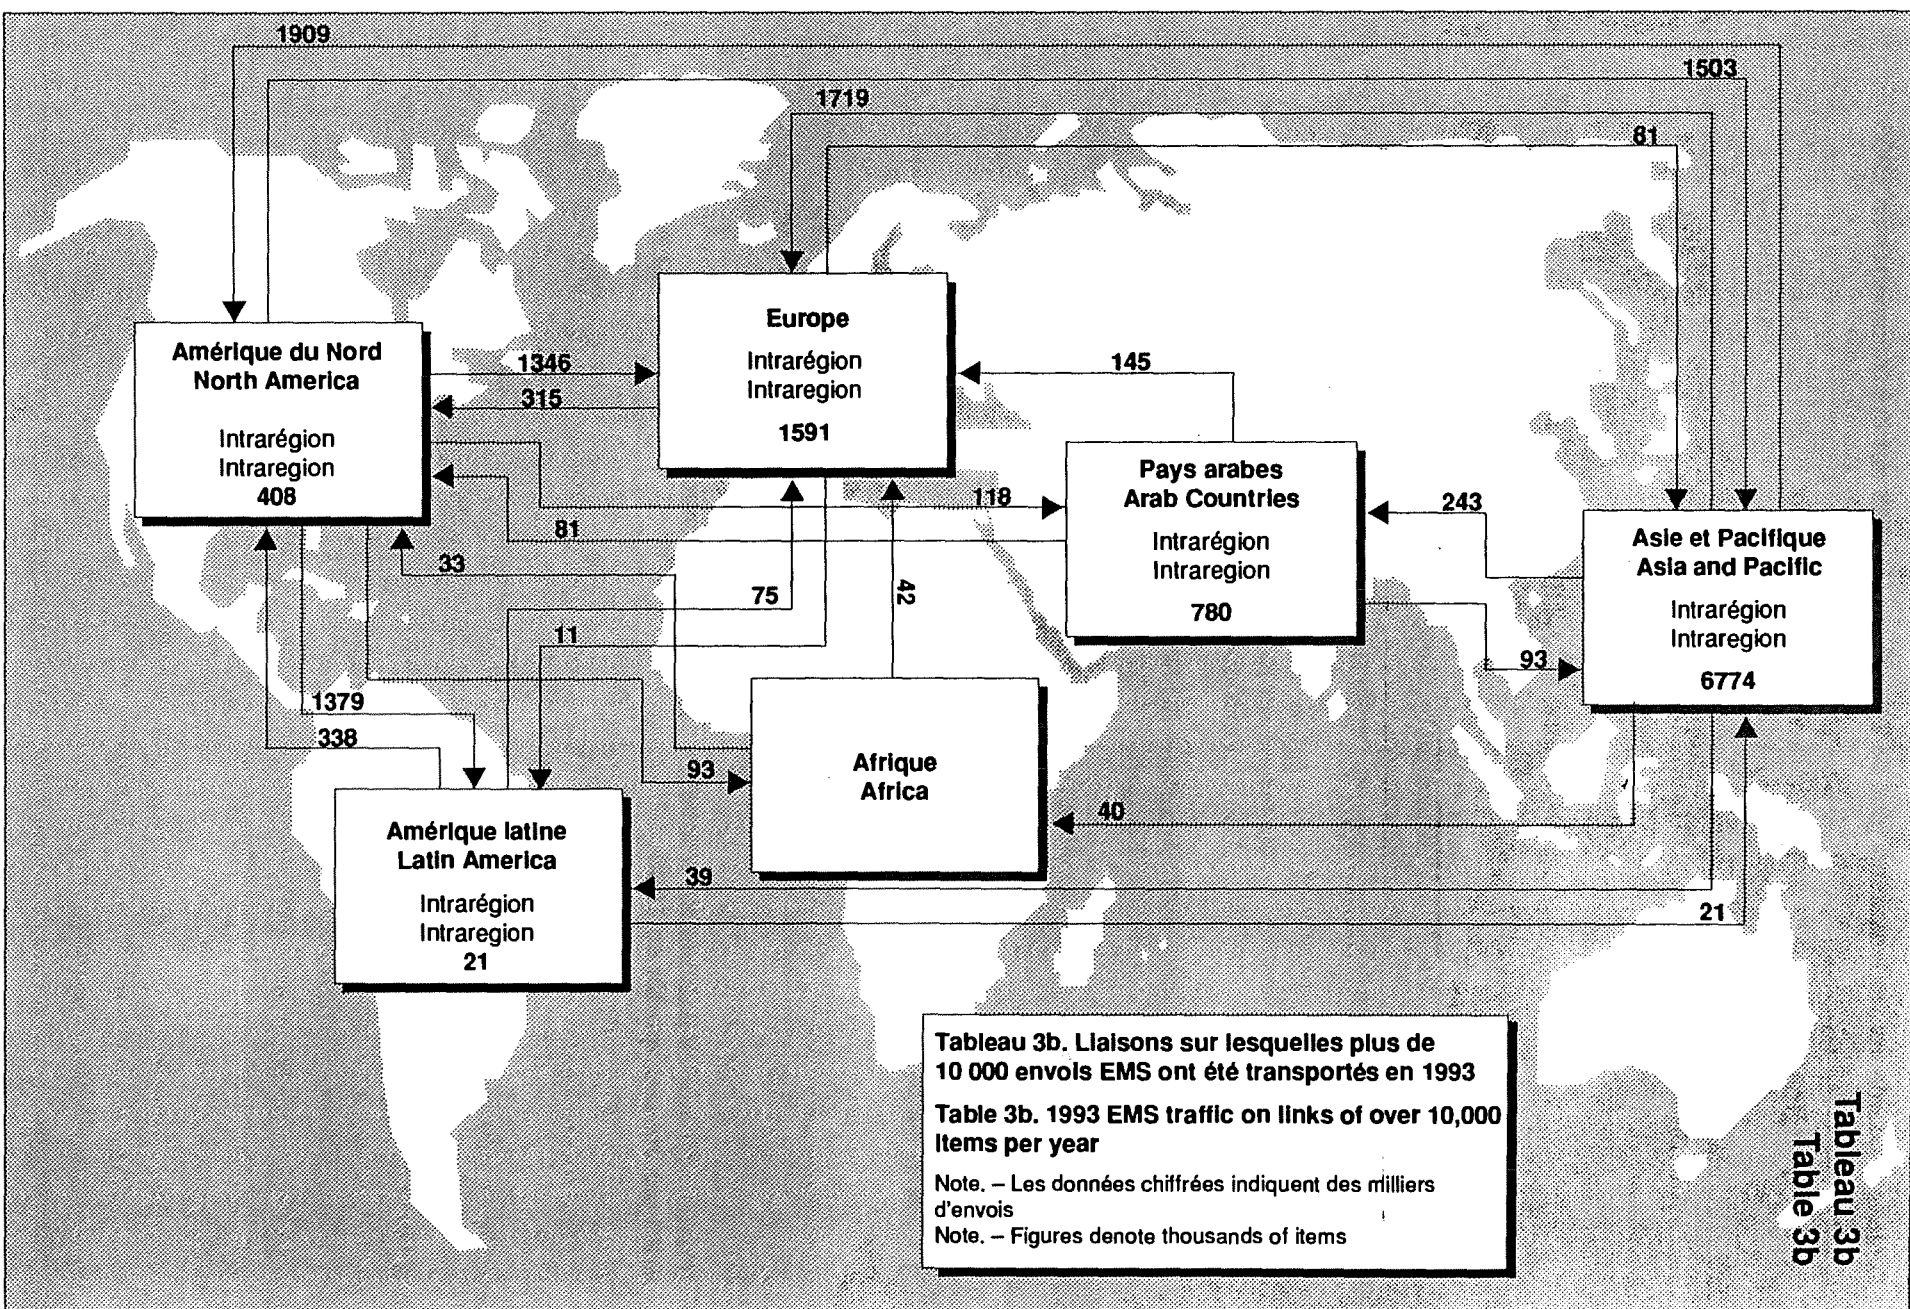 1909
1503
1719
81
Europe
Intrarégion
Intraregion
1591
Amérique du Nord
North America
Intrarégion
Intraregion
408
1346
315
145
Pays arabes
Arab Countries
Intrarégion
Intraregion
780
118
81
243
Asie et Pacifique
Asia and Pacific
Intrarégion
Intraregion
6774
33
75
42
11
93
1379
338
93
Afrique
Africa
40
Amérique latine
Latin America
Intrarégion
Intraregion
21
39
21
Tableau 3b. Liaisons sur lesquelles plus de
10 000 envois EMS ont été transportés en 1993
Table 3b. 1993 EMS traffic on links of over 10,000
Items per year
Note. – Les données chiffrées indiquent des milliers
d'envois
Note. – Figures denote thousands of items
Tableau 3b
Table 3b